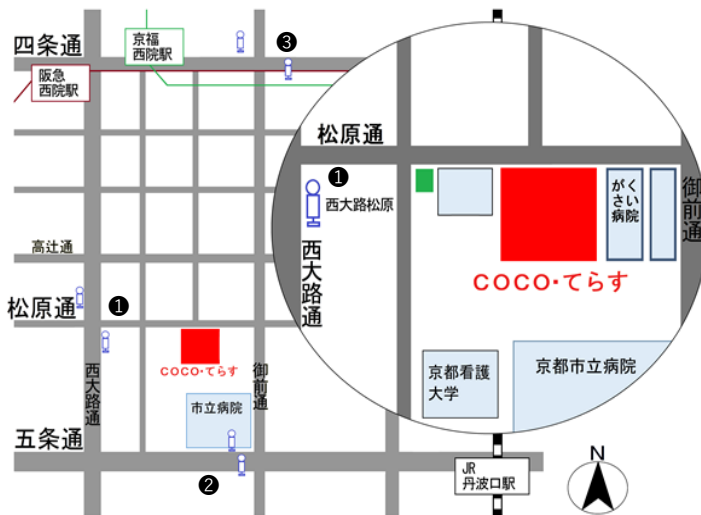 四条通
京福
西院駅
❸
阪急
西院駅
高辻通
松原通
❶
西大路通
COCO・てらす
御前通
市立病院
五条通
❷
松原通
❶
西大路松原
西大路通
がくさい
病院
御前通
COCO・てらす
京都看護
大学
京都市立病院
JR
丹波口駅
N